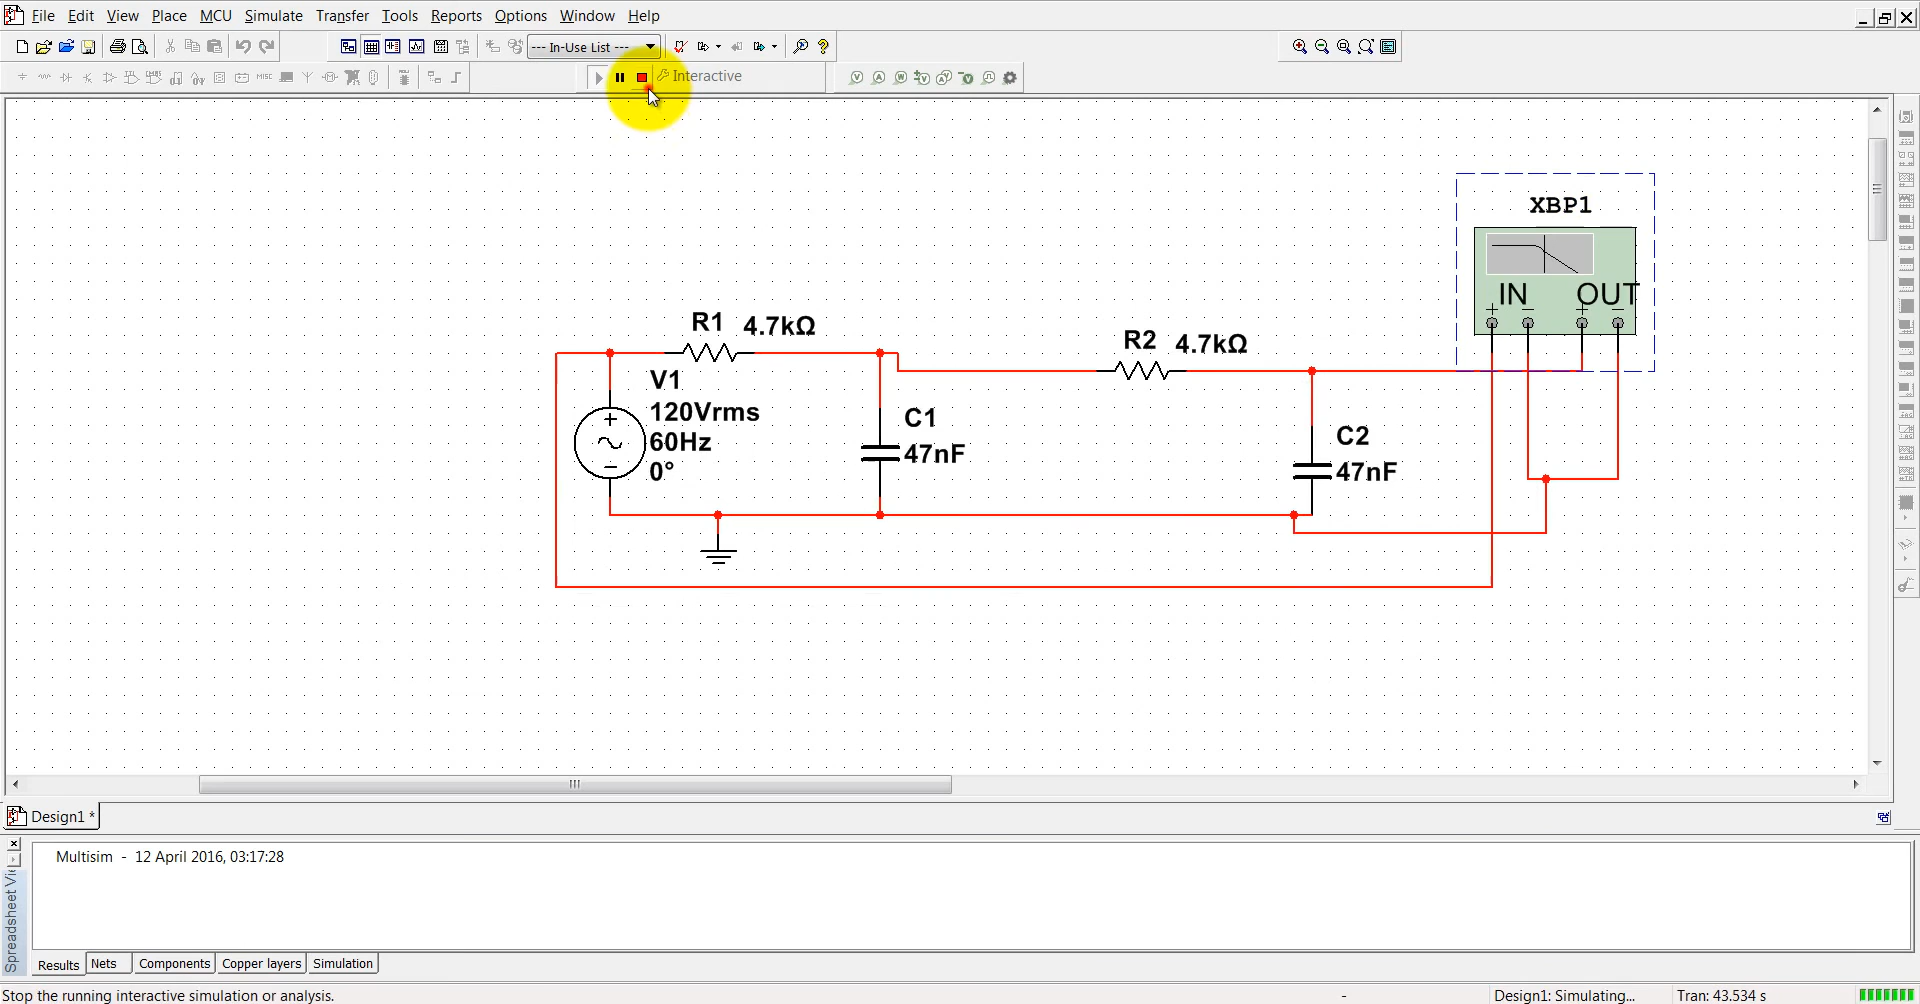 File Edit View Place MCU Simulate Transfer Tools Reports Options Window Help
--- In-Use List ---
Interactive
XBP1
IN OUT
R1 4.7kΩ
R2 4.7kΩ
V1
120Vrms
60Hz
0°
C1
47nF
C2
47nF
Design1 *
Multisim - 12 April 2016, 03:17:28
Spreadsheet Vi
Results Nets Components Copper layers Simulation
Stop the running interactive simulation or analysis. - Design1: Simulating... Tran: 43.534 s